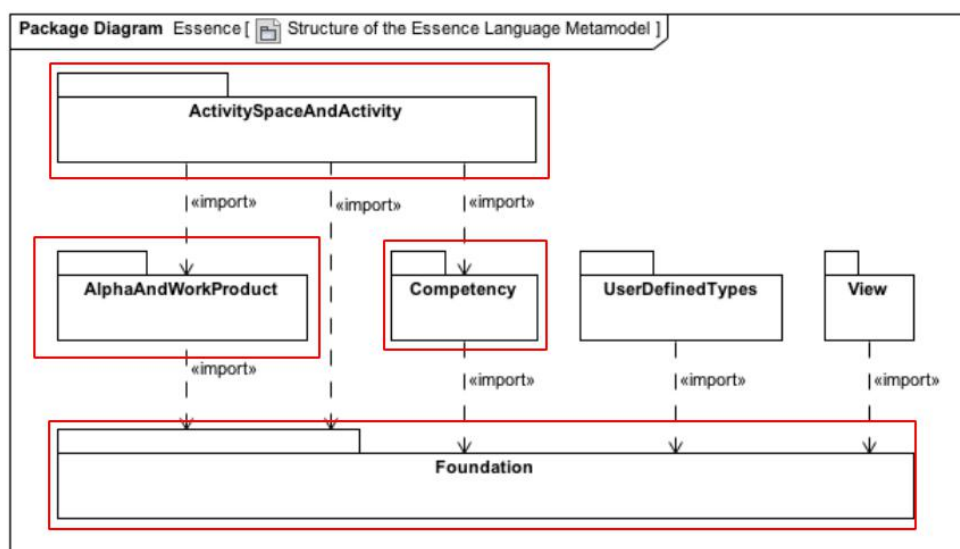 Package Diagram Essence [ Structure of the Essence Language Metamodel ]
ActivitySpaceAndActivity
«import» «import» «import»
AlphaAndWorkProduct Competency UserDefinedTypes View
«import» «import» «import» «import»
Foundation